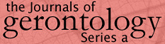 the Journals of
gerontology
Series a